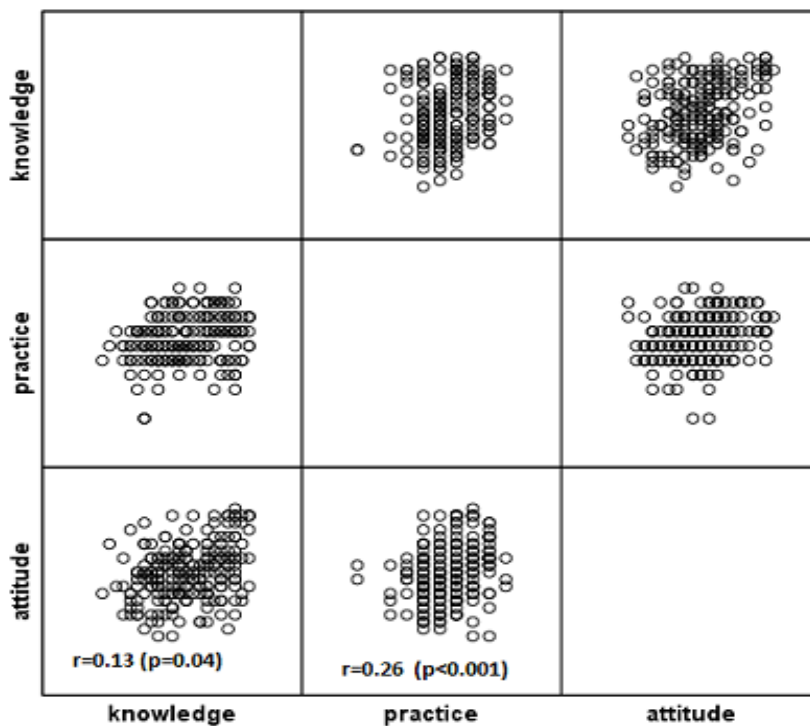 knowledge
practice
attitude
r=0.13 (p=0.04)
r=0.26 (p<0.001)
knowledge practice attitude